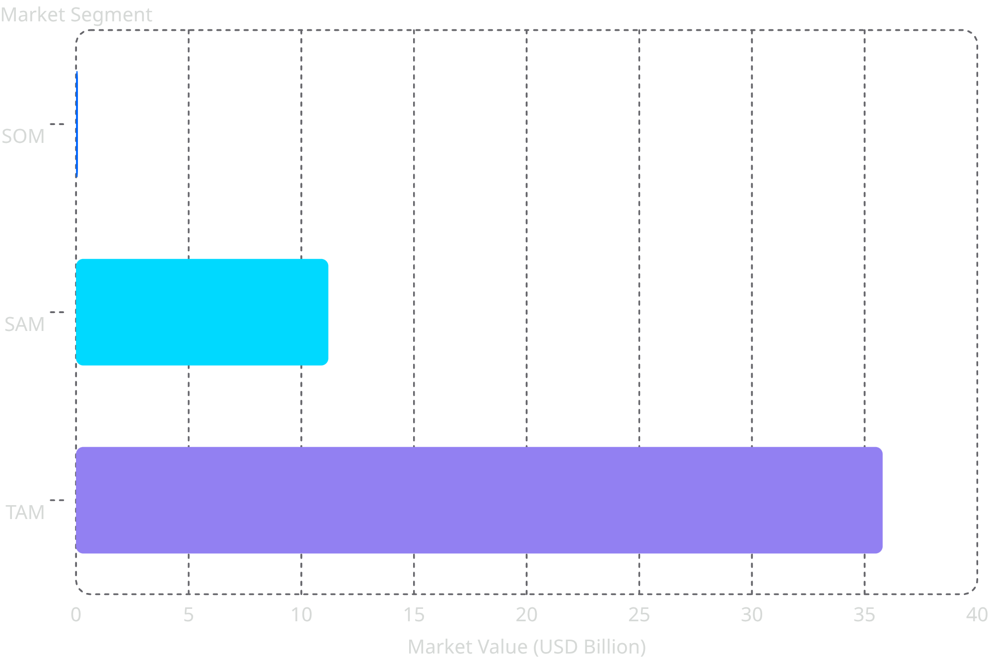 Market Segment
SOM
SAM
TAM
0 5 10 15 20 25 30 35 40
Market Value (USD Billion)